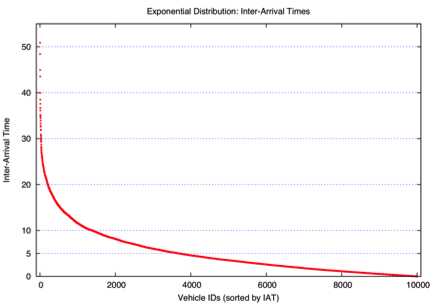 Exponential Distribution: Inter-Arrival Times
50
40
30
20
10
5
0
Inter-Arrival Time
0 2000 4000 6000 8000 10000
Vehicle IDs (sorted by IAT)